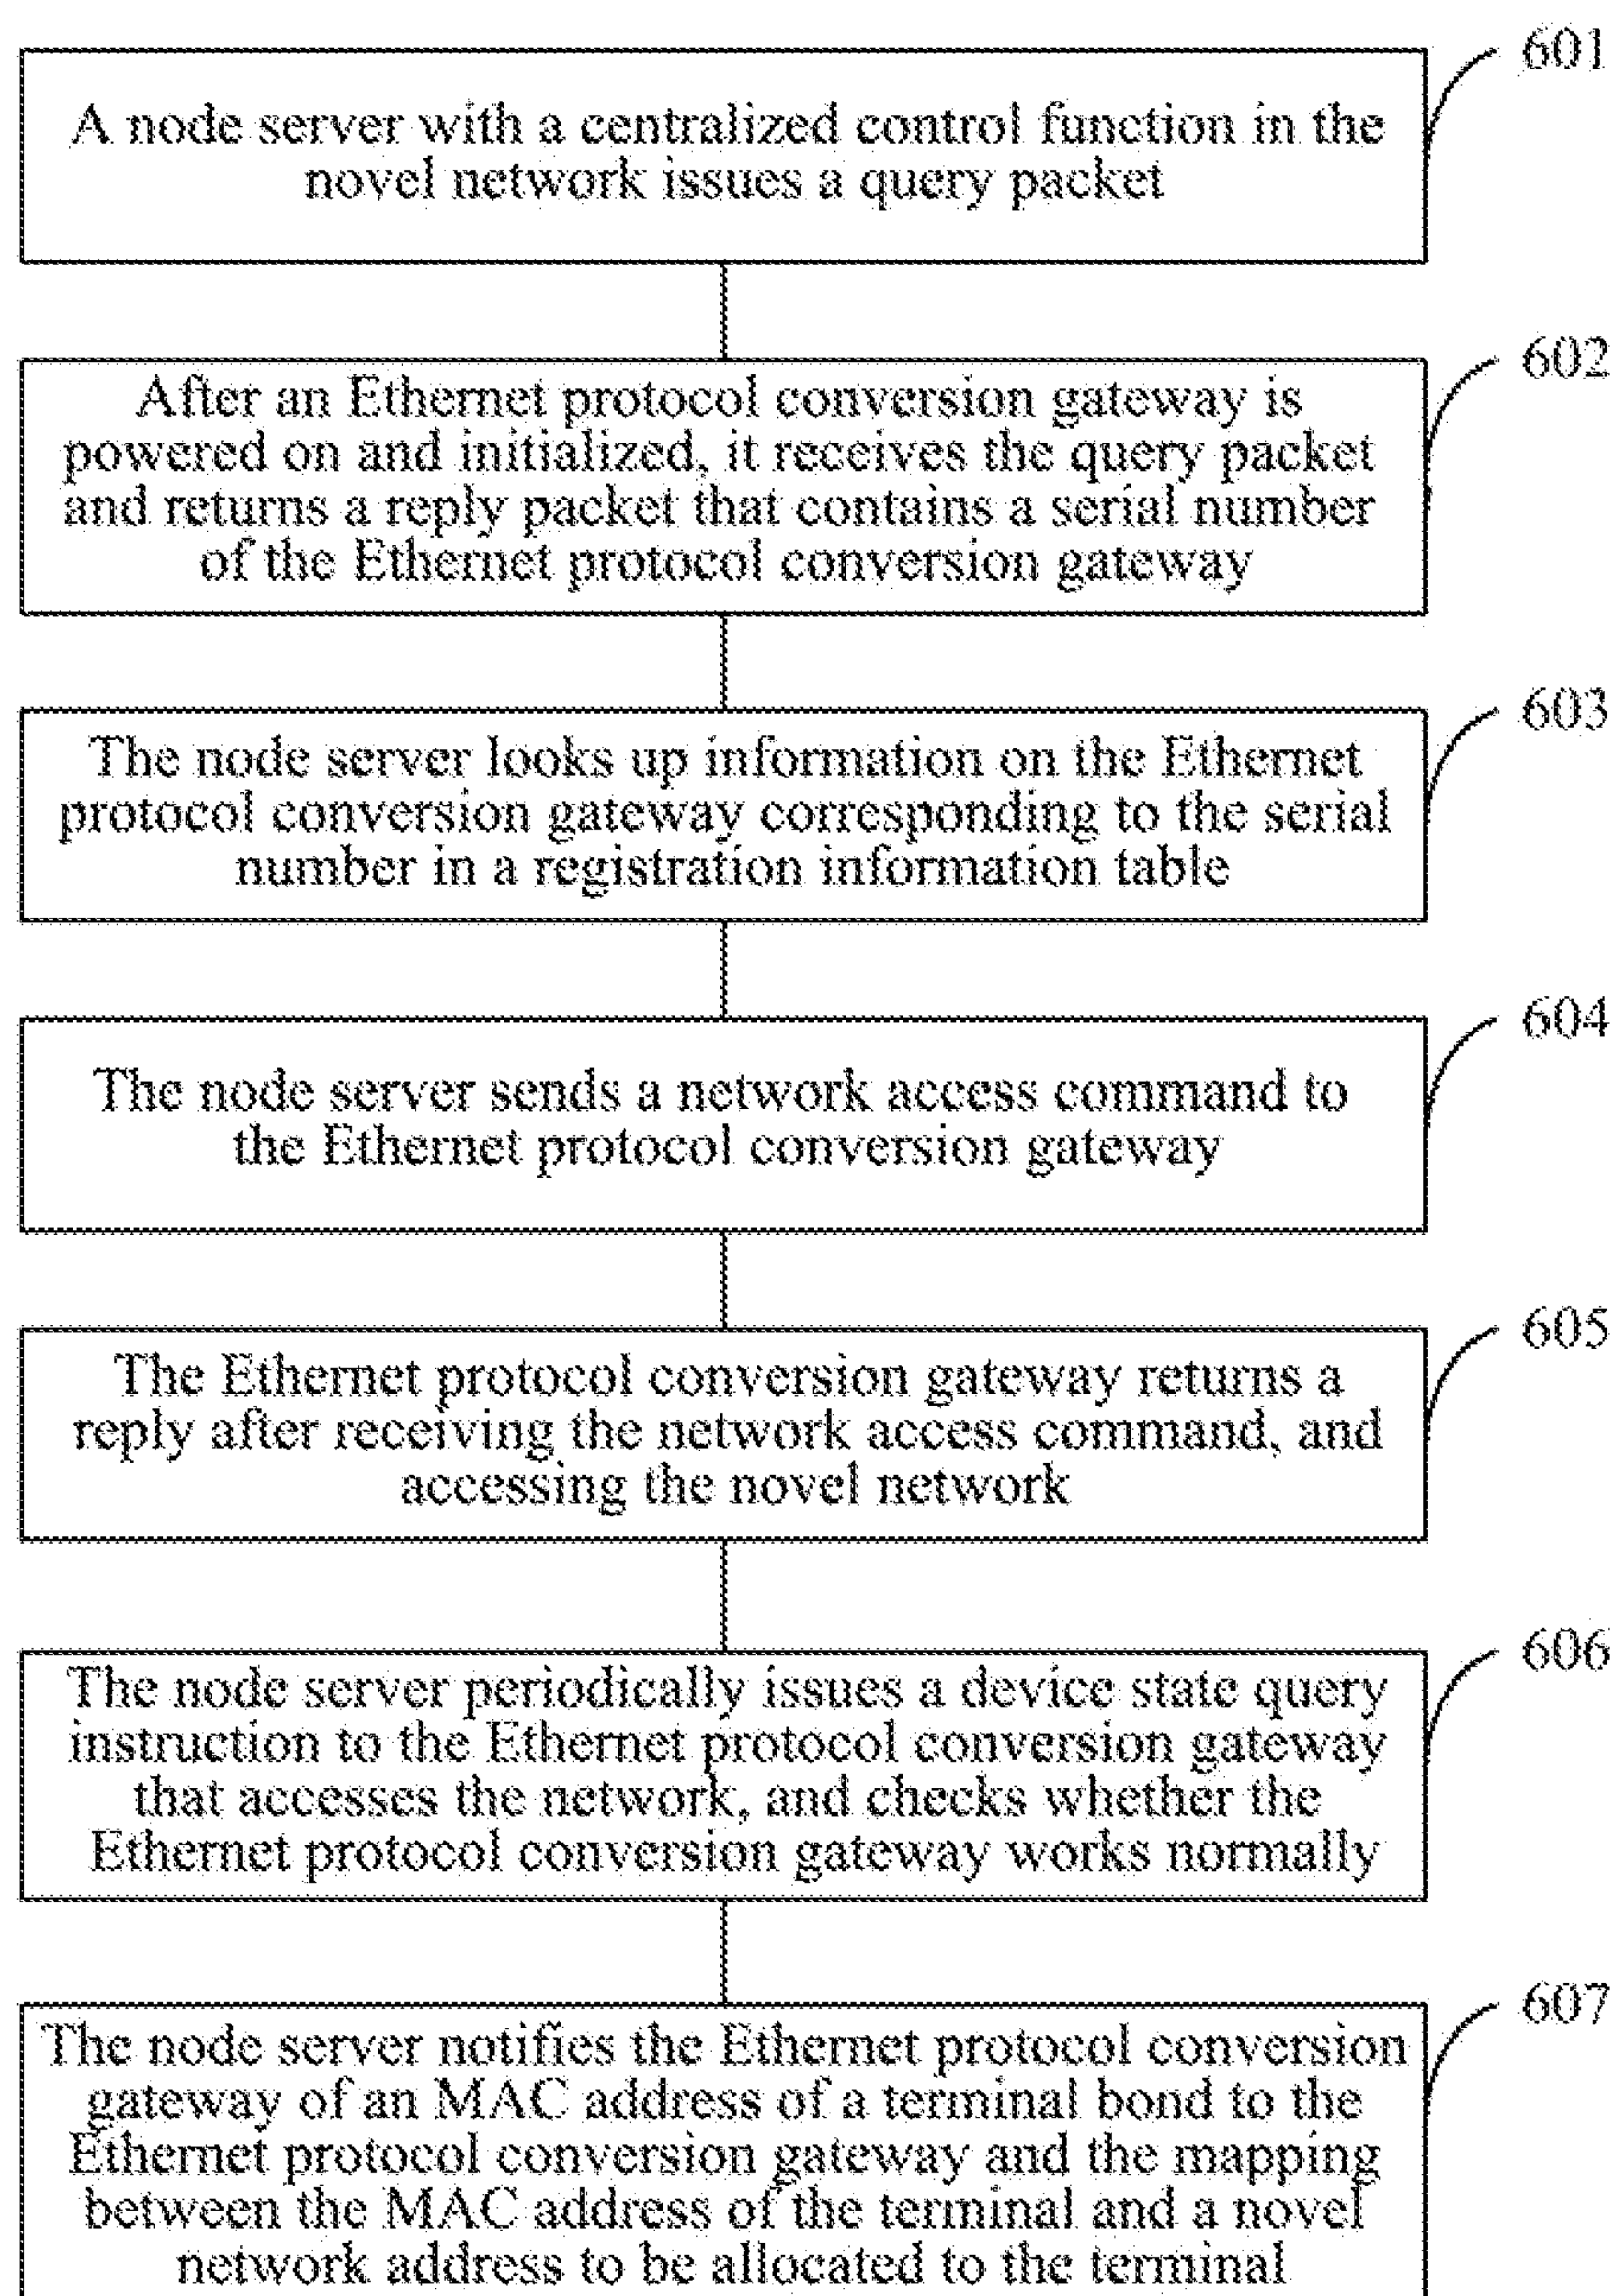 601
A node server with a centralized control function in the
novel network issues a query packet
602
After an Ethernet protocol conversion gateway is
powered on and initialized, it receives the query packet
and returns a reply packet that contains a serial number
of the Ethernet protocol conversion gateway
603
The node server looks up information on the Ethernet
protocol conversion gateway corresponding to the serial
number in a registration information table
604
The node server sends a network access command to
the Ethernet protocol conversion gateway
605
The Ethernet protocol conversion gateway returns a
reply after receiving the network access command, and
accessing the novel network
606
The node server periodically issues a device state query
instruction to the Ethernet protocol conversion gateway
that accesses the network, and checks whether the
Ethernet protocol conversion gateway works normally
607
The node server notifies the Ethernet protocol conversion
gateway of an MAC address of a terminal bond to the
Ethernet protocol conversion gateway and the mapping
between the MAC address of the terminal and a novel
network address to be allocated to the terminal